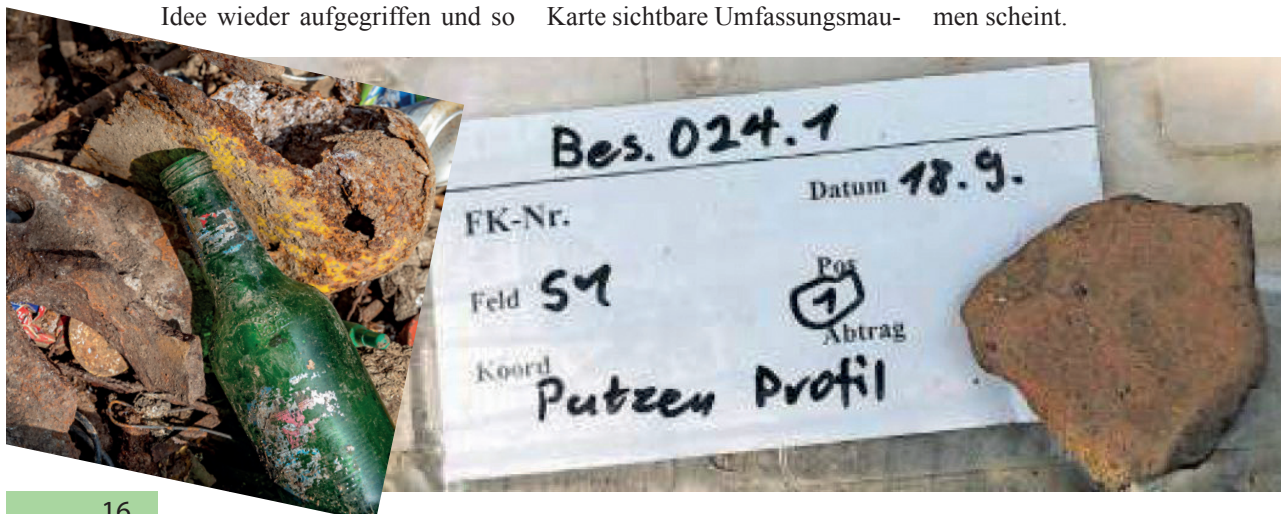 Idee wieder aufgegriffen und so
Karte sichtbare Umfassungsmau-
men scheint.
Bes. 024.1
Datum 18. 9.
FK-Nr.
Feld S1
Pos
1
Abtrag
Koord
Putzen Profil
16